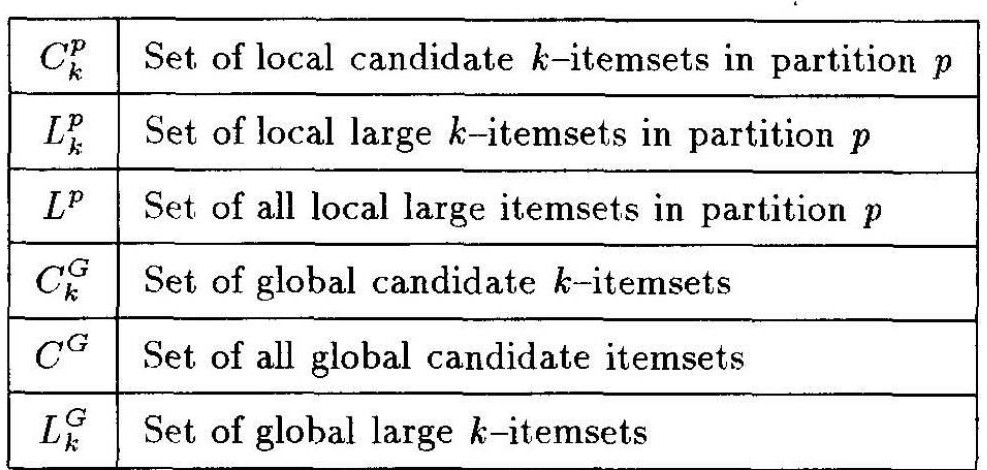 C_k^p Set of local candidate k–itemsets in partition p
L_k^p Set of local large k–itemsets in partition p
L^p Set of all local large itemsets in partition p
C_k^G Set of global candidate k–itemsets
C^G Set of all global candidate itemsets
L_k^G Set of global large k–itemsets